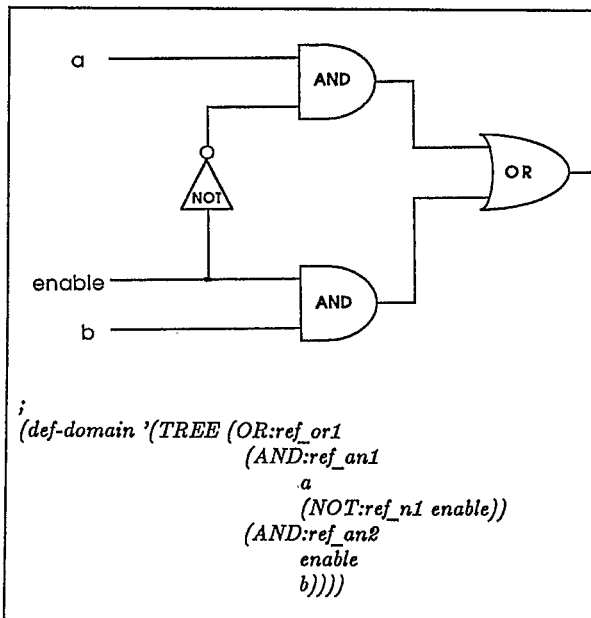 a
AND
OR
NOT
enable
AND
b
;
(def-domain '(TREE (OR:ref_or1
(AND:ref_an1
a
(NOT:ref_n1 enable))
(AND:ref_an2
enable
b))))